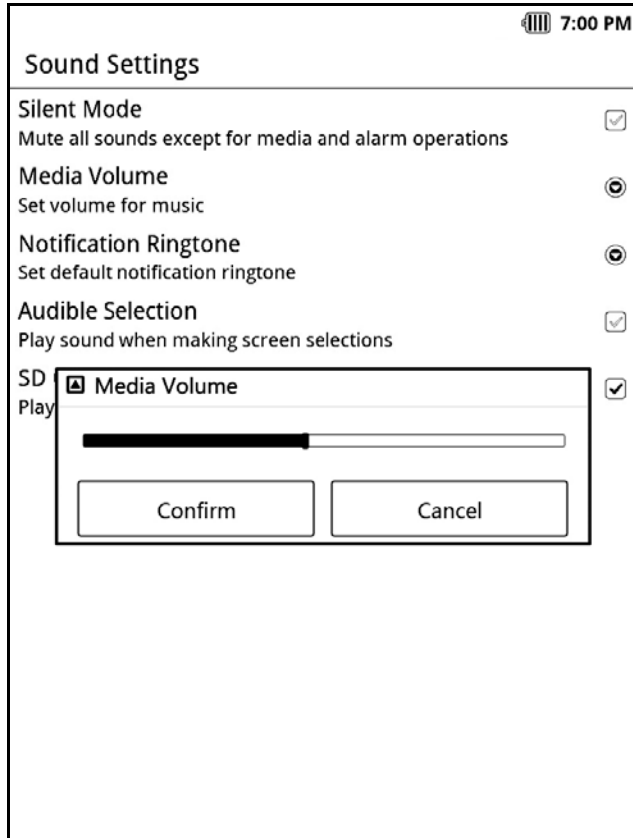 7:00 PM
Sound Settings
Silent Mode
Mute all sounds except for media and alarm operations
Media Volume
Set volume for music
Notification Ringtone
Set default notification ringtone
Audible Selection
Play sound when making screen selections
SD
Play
Media Volume
Confirm Cancel